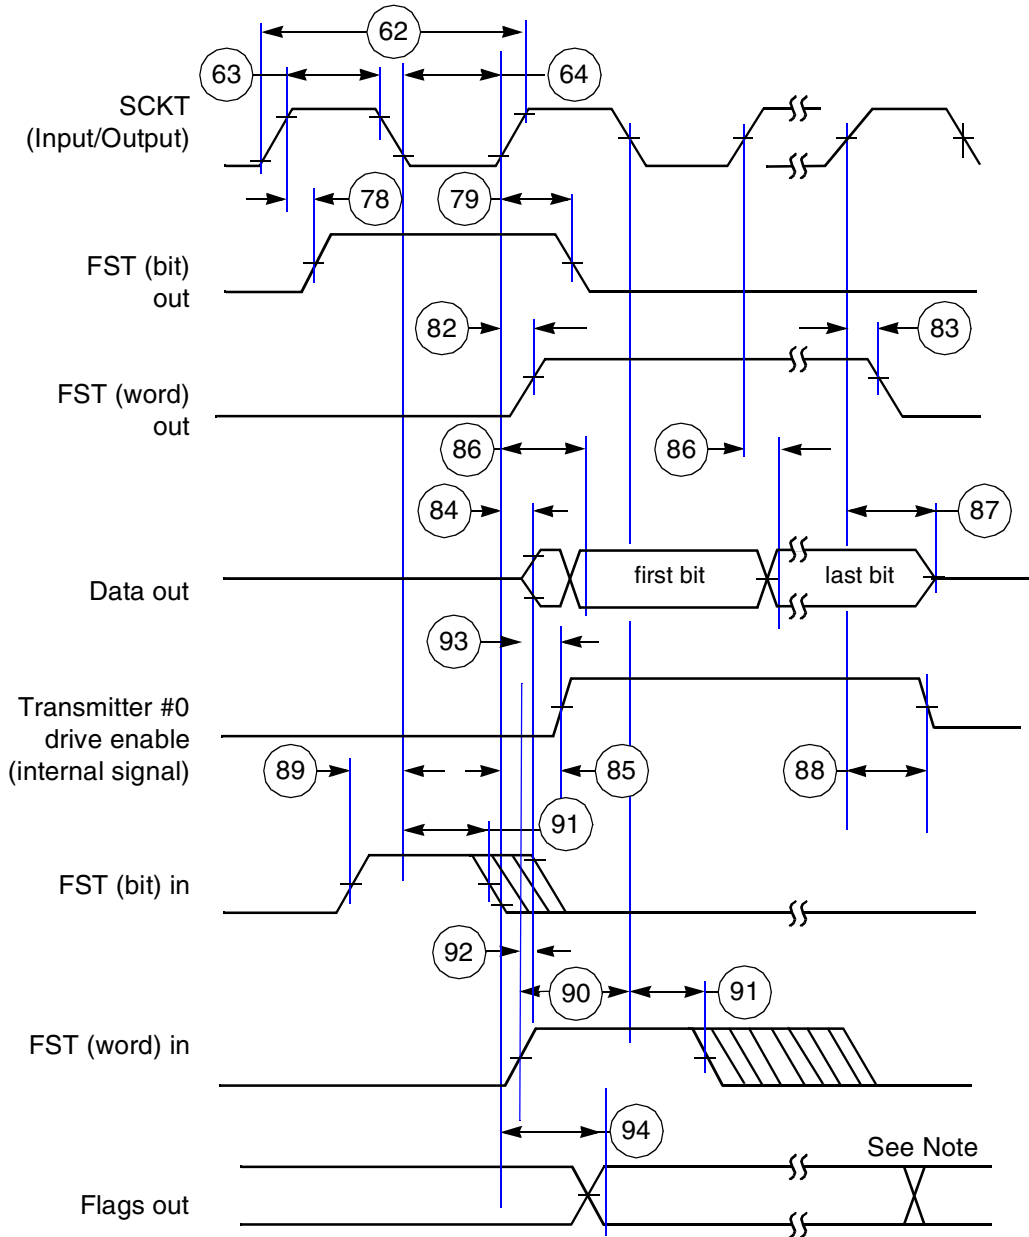 62
63
64
SCKT
(Input/Output)
78
79
FST (bit)
out
82
83
FST (word)
out
86
86
84
87
first bit
last bit
Data out
93
Transmitter #0
drive enable
(internal signal)
89
85
88
91
FST (bit) in
92
90
91
FST (word) in
94
See Note
Flags out